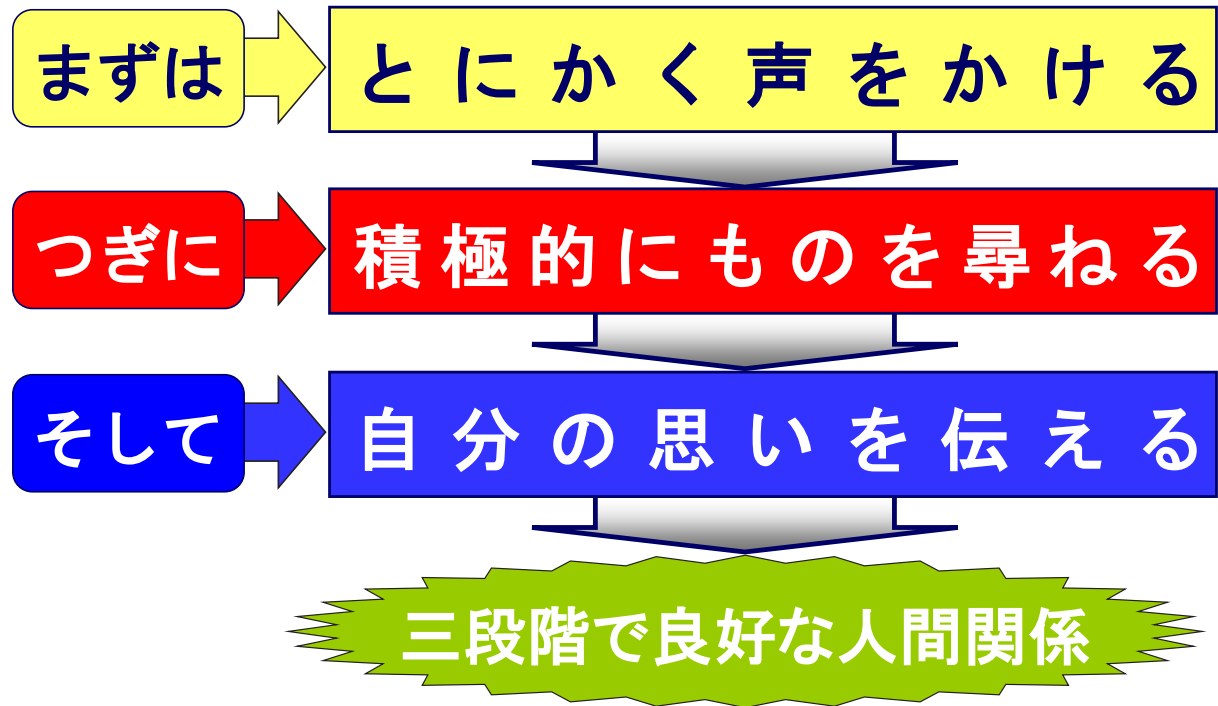 まずは
とにかく声をかける
つぎに
積極的にものを尋ねる
そして
自分の思いを伝える
三段階で良好な人間関係